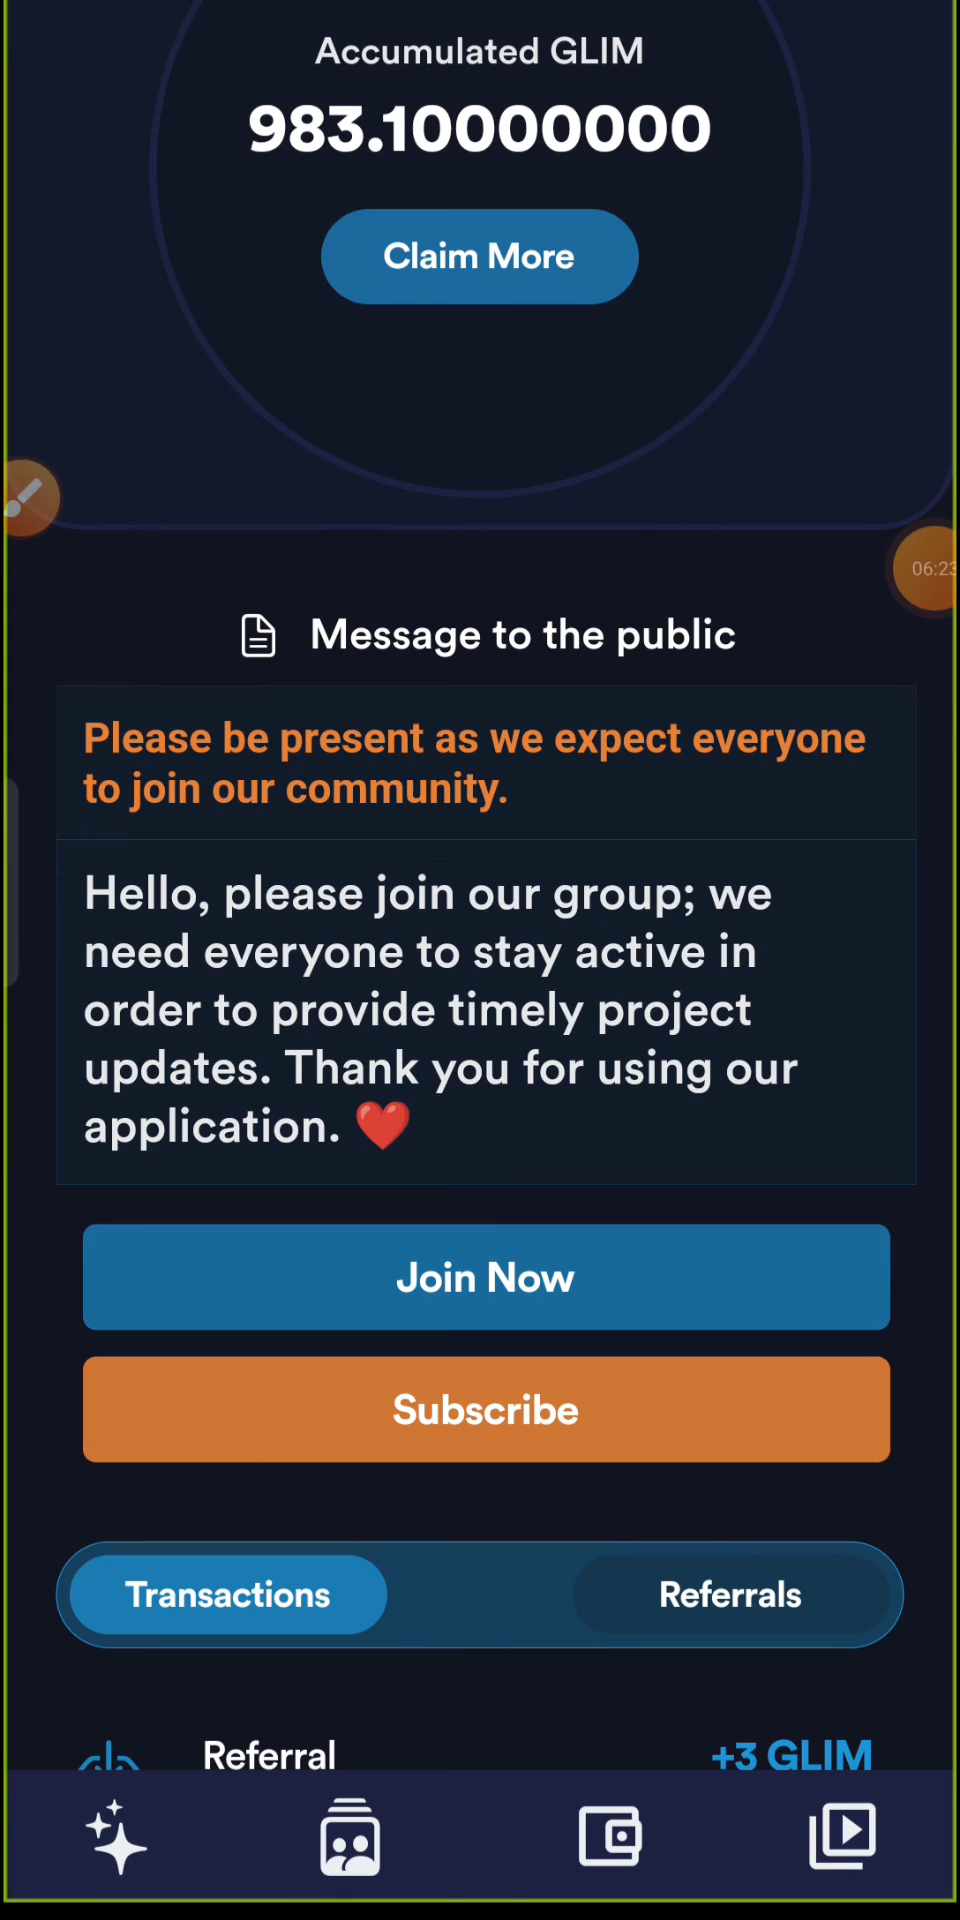 Accumulated GLIM
983.10000000
Claim More
06:23
Message to the public
Please be present as we expect everyone
to join our community.
Hello, please join our group; we
need everyone to stay active in
order to provide timely project
updates. Thank you for using our
application. ❤️
Join Now
Subscribe
Transactions
Referrals
Referral
+3 GLIM